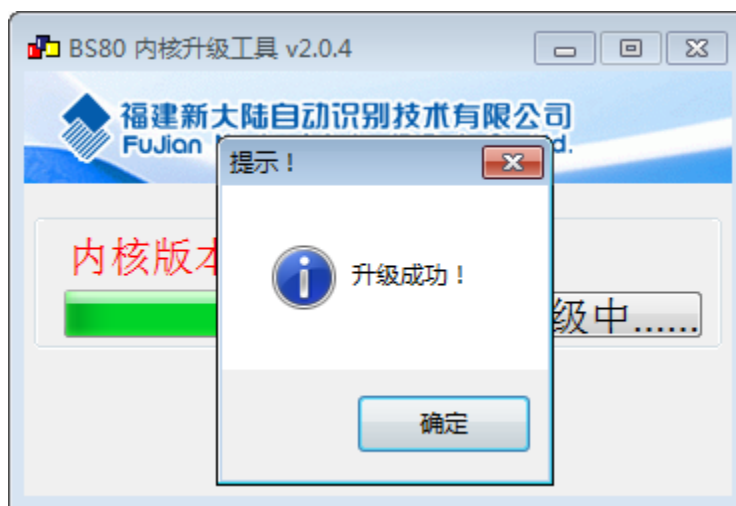 BS80 内核升级工具 v2.0.4
福建新大陆自动识别技术有限公司
FuJian
提示！
内核版本
升级成功！
级中......
确定